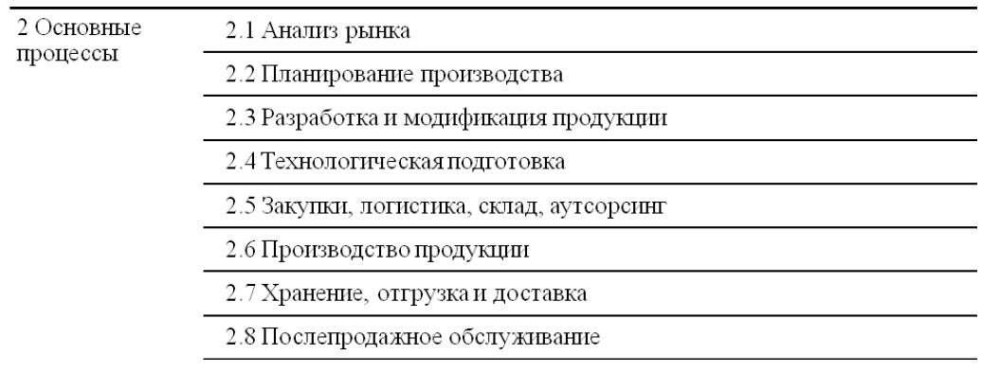 2 Основные
процессы
2.1 Анализ рынка
2.2 Планирование производства
2.3 Разработка и модификация продукции
2.4 Технологическая подготовка
2.5 Закупки, логистика, склад, аутсорсинг
2.6 Производство продукции
2.7 Хранение, отгрузка и доставка
2.8 Послепродажное обслуживание